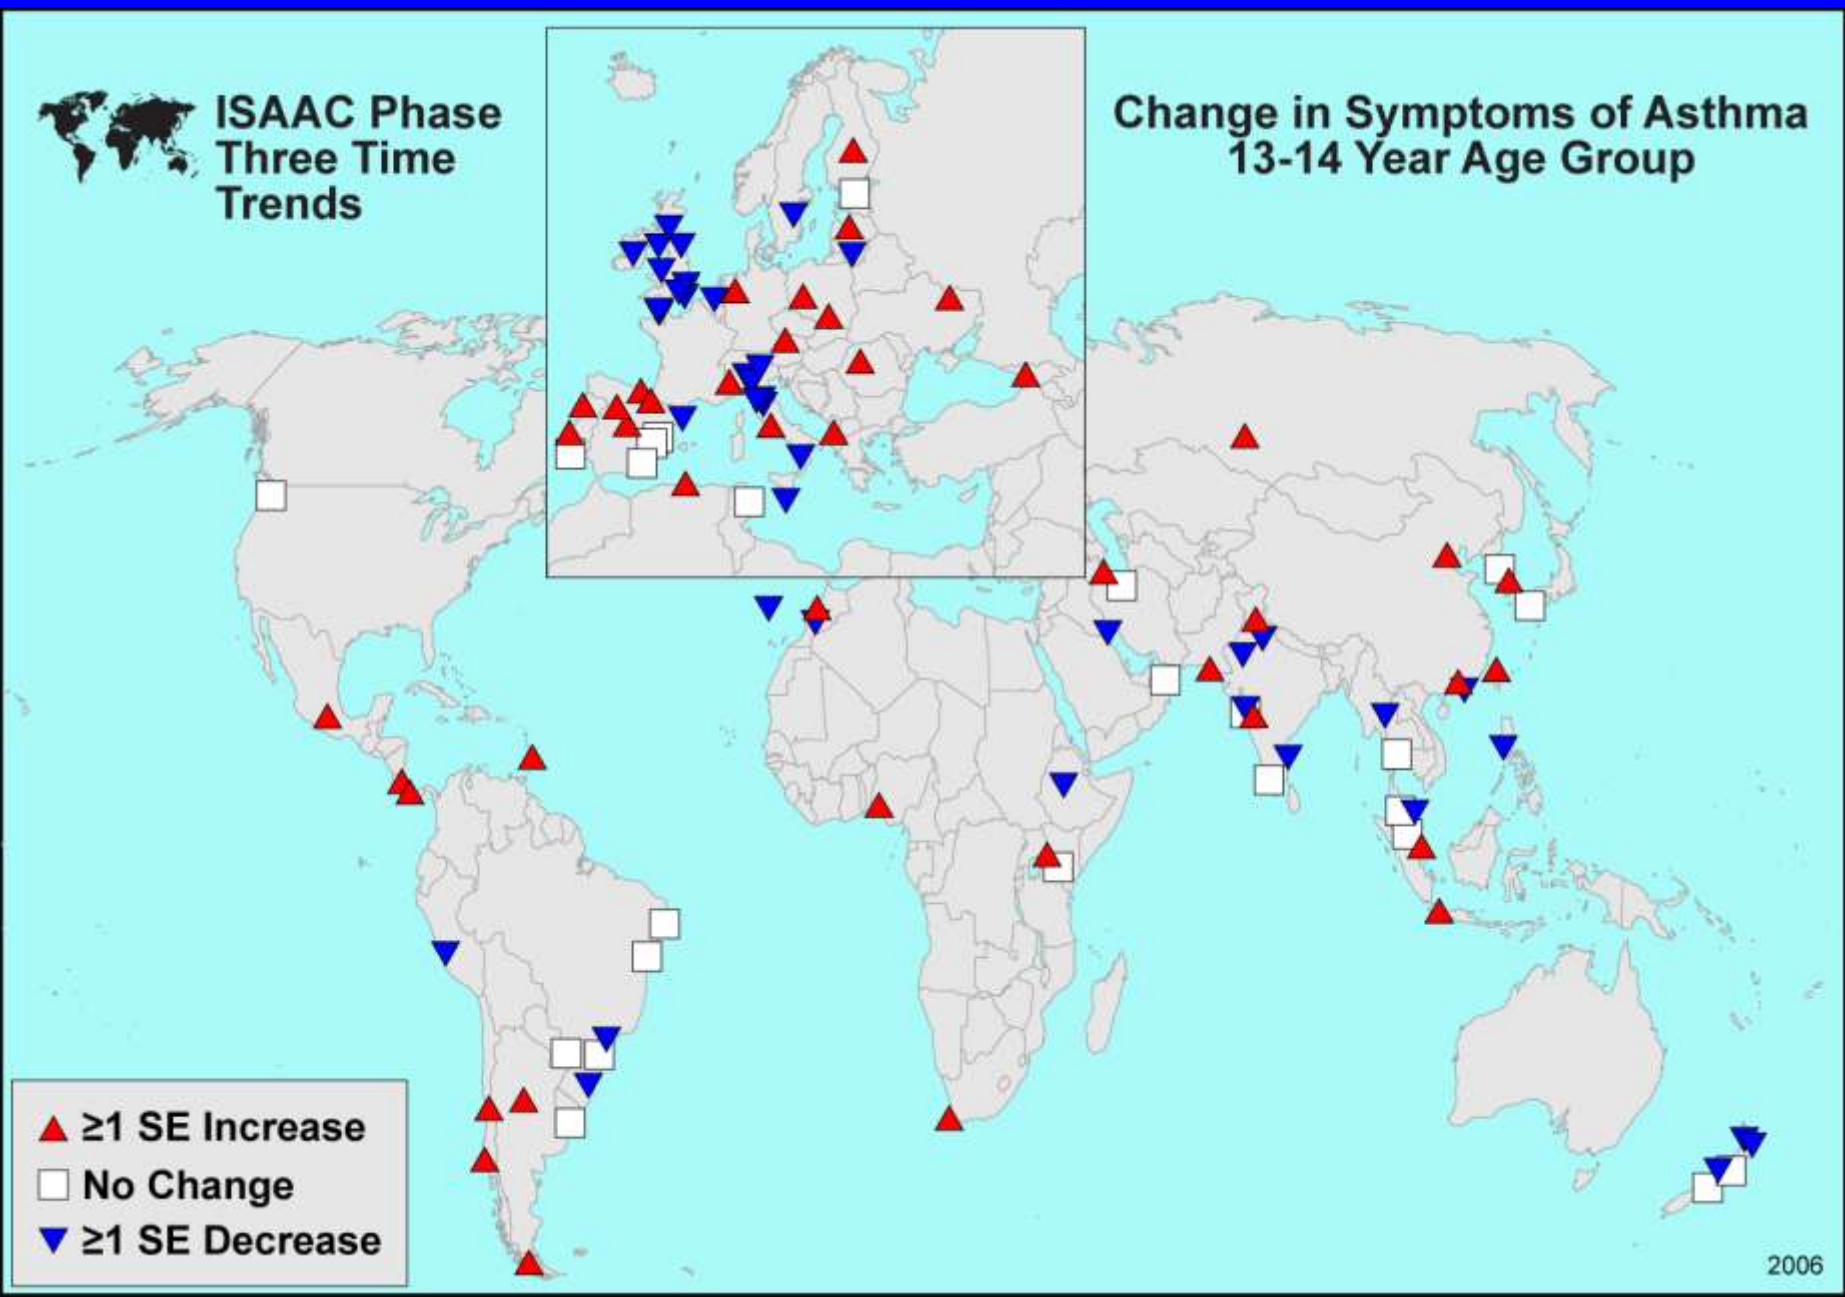 ISAAC Phase
Three Time
Trends
Change in Symptoms of Asthma
13-14 Year Age Group
≥1 SE Increase
No Change
≥1 SE Decrease
2006